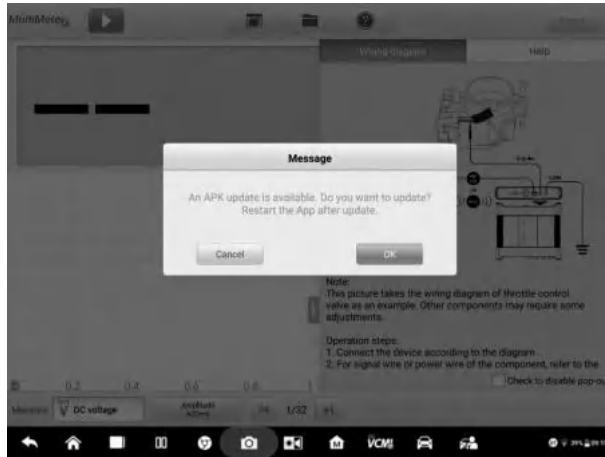 MultiMeter
Wiring diagram
Help
Message
An APK update is available. Do you want to update?
Restart the App after update.
Cancel
OK
Note:
This picture takes the wiring diagram of throttle control
valve as an example. Other components may require some
adjustments.
Operation steps:
1. Connect the device according to the diagram
2. For signal wire or power wire of the component, refer to the
Check to disable pop-ou
0.2
0.4
0.6
0.8
1
DC voltage
Amplitude
1/32
VCMI